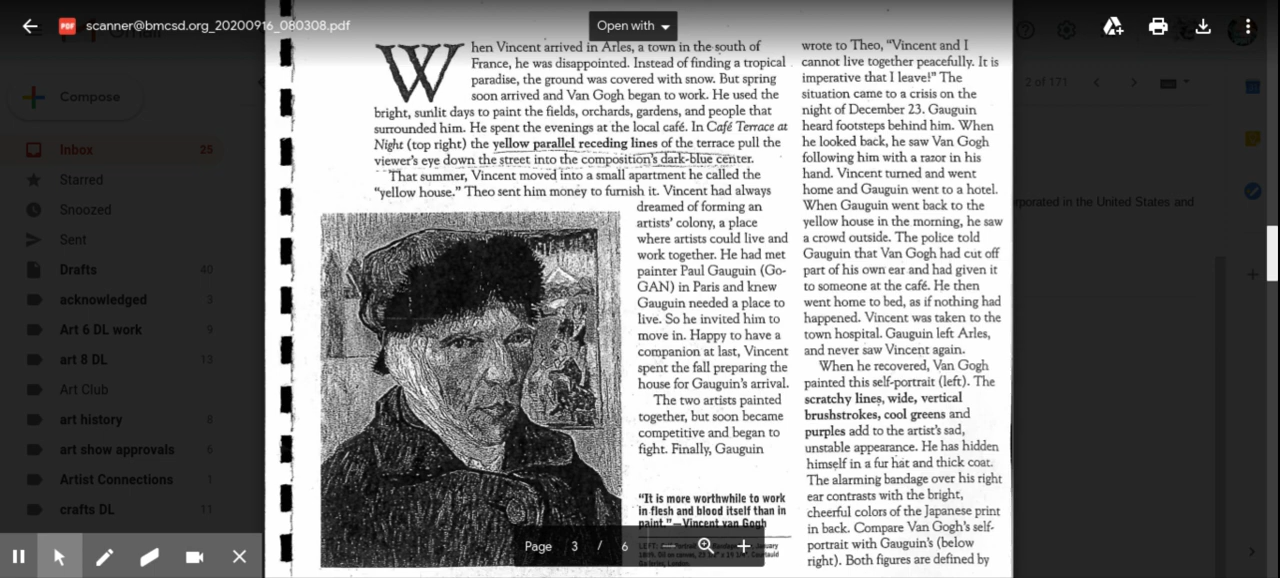 scanner@bmcsd.org_20200916_080308.pdf
Open with
Compose
2 of 171
Inbox 25
Starred
Snoozed
Sent
Drafts 40
acknowledged 3
Art 6 DL work 9
art 8 DL 13
Art Club
art history 8
art show approvals 6
Artist Connections 1
crafts DL 11
rporated in the United States and
When Vincent arrived in Arles, a town in the south of
France, he was disappointed. Instead of finding a tropical
paradise, the ground was covered with snow. But spring
soon arrived and Van Gogh began to work. He used the
bright, sunlit days to paint the fields, orchards, gardens, and people that
surrounded him. He spent the evenings at the local café. In Café Terrace at
Night (top right) the yellow parallel receding lines of the terrace pull the
viewer's eye down the street into the composition's dark-blue center.
That summer, Vincent moved into a small apartment he called the
"yellow house." Theo sent him money to furnish it. Vincent had always
dreamed of forming an
artists' colony, a place
where artists could live and
work together. He had met
painter Paul Gauguin (Go-
GAN) in Paris and knew
Gauguin needed a place to
live. So he invited him to
move in. Happy to have a
companion at last, Vincent
spent the fall preparing the
house for Gauguin's arrival.
The two artists painted
together, but soon became
competitive and began to
fight. Finally, Gauguin
"It is more worthwhile to work
in flesh and blood itself than in
paint."—Vincent van Gogh
wrote to Theo, "Vincent and I
cannot live together peacefully. It is
imperative that I leave!" The
situation came to a crisis on the
night of December 23. Gauguin
heard footsteps behind him. When
he looked back, he saw Van Gogh
following him with a razor in his
hand. Vincent turned and went
home and Gauguin went to a hotel.
When Gauguin went back to the
yellow house in the morning, he saw
a crowd outside. The police told
Gauguin that Van Gogh had cut off
part of his own ear and had given it
to someone at the café. He then
went home to bed, as if nothing had
happened. Vincent was taken to the
town hospital. Gauguin left Arles,
and never saw Vincent again.
When he recovered, Van Gogh
painted this self-portrait (left). The
scratchy lines, wide, vertical
brushstrokes, cool greens and
purples add to the artist's sad,
unstable appearance. He has hidden
himself in a fur hat and thick coat.
The alarming bandage over his right
ear contrasts with the bright,
cheerful colors of the Japanese print
in back. Compare Van Gogh's self-
portrait with Gauguin's (below
right). Both figures are defined by
Page 3 / 6